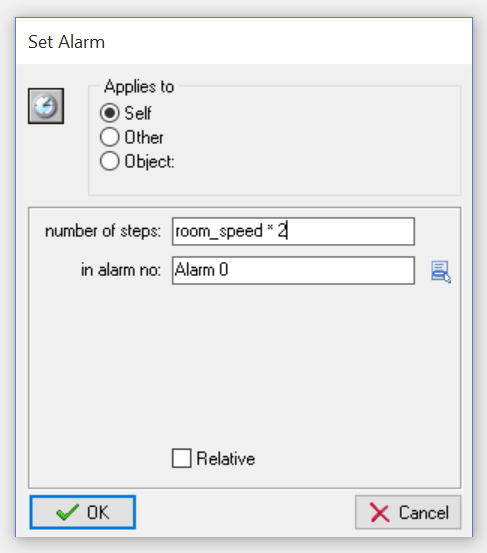 Set Alarm
Applies to
Self
Other
Object:
number of steps: room_speed * 2
in alarm no: Alarm 0
Relative
OK Cancel